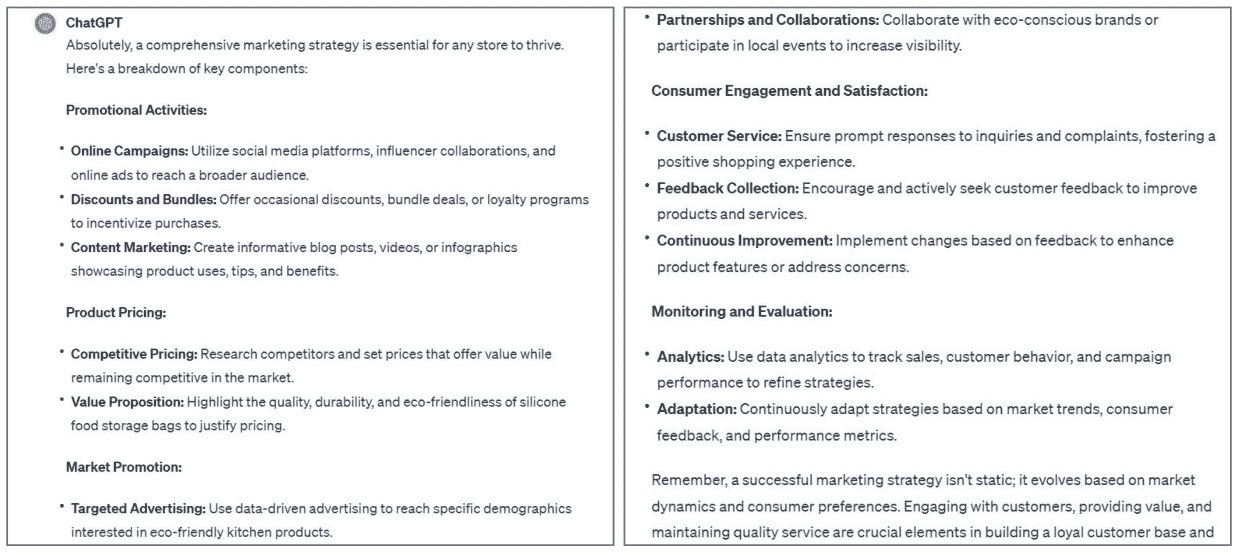 ChatGPT
Absolutely, a comprehensive marketing strategy is essential for any store to thrive.
Here's a breakdown of key components:
Promotional Activities:
• Online Campaigns: Utilize social media platforms, influencer collaborations, and
online ads to reach a broader audience.
• Discounts and Bundles: Offer occasional discounts, bundle deals, or loyalty programs
to incentivize purchases.
• Content Marketing: Create informative blog posts, videos, or infographics
showcasing product uses, tips, and benefits.
Product Pricing:
• Competitive Pricing: Research competitors and set prices that offer value while
remaining competitive in the market.
• Value Proposition: Highlight the quality, durability, and eco-friendliness of silicone
food storage bags to justify pricing.
Market Promotion:
• Targeted Advertising: Use data-driven advertising to reach specific demographics
interested in eco-friendly kitchen products.
• Partnerships and Collaborations: Collaborate with eco-conscious brands or
participate in local events to increase visibility.
Consumer Engagement and Satisfaction:
• Customer Service: Ensure prompt responses to inquiries and complaints, fostering a
positive shopping experience.
• Feedback Collection: Encourage and actively seek customer feedback to improve
products and services.
• Continuous Improvement: Implement changes based on feedback to enhance
product features or address concerns.
Monitoring and Evaluation:
• Analytics: Use data analytics to track sales, customer behavior, and campaign
performance to refine strategies.
• Adaptation: Continuously adapt strategies based on market trends, consumer
feedback, and performance metrics.
Remember, a successful marketing strategy isn't static; it evolves based on market
dynamics and consumer preferences. Engaging with customers, providing value, and
maintaining quality service are crucial elements in building a loyal customer base and